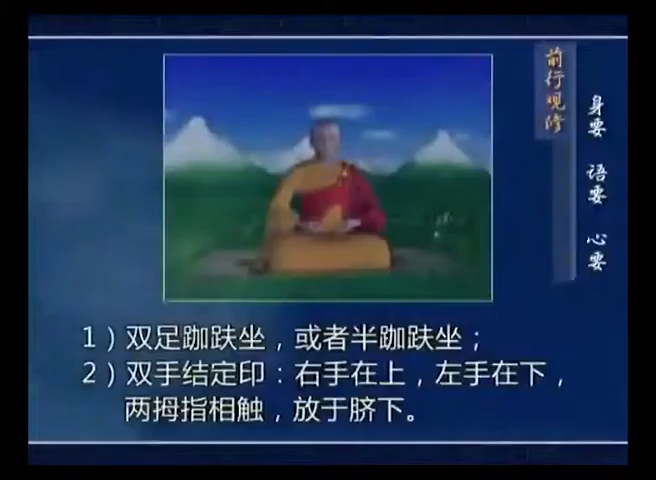 前行观修
身要 语要 心要
1）双足跏趺坐，或者半跏趺坐；
2）双手结定印：右手在上，左手在下，
两拇指相触，放于脐下。